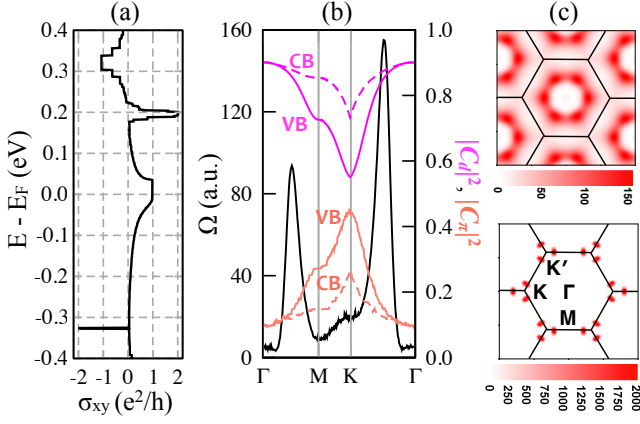 (a)
(b)
(c)
E - E_F (eV)
0.4
0.3
0.2
0.1
0.0
-0.1
-0.2
-0.3
-0.4
-2 -1 0 1 2
σxy (e²/h)
Ω (a.u.)
160
120
80
40
0
CB
VB
VB
CB
Γ M K Γ
1.0
0.8
0.6
0.4
0.2
0.0
|C_d|² , |C_π|²
0 50 100 150
K′
K Γ
M
0 250 500 750 1000 1250 1500 1750 2000